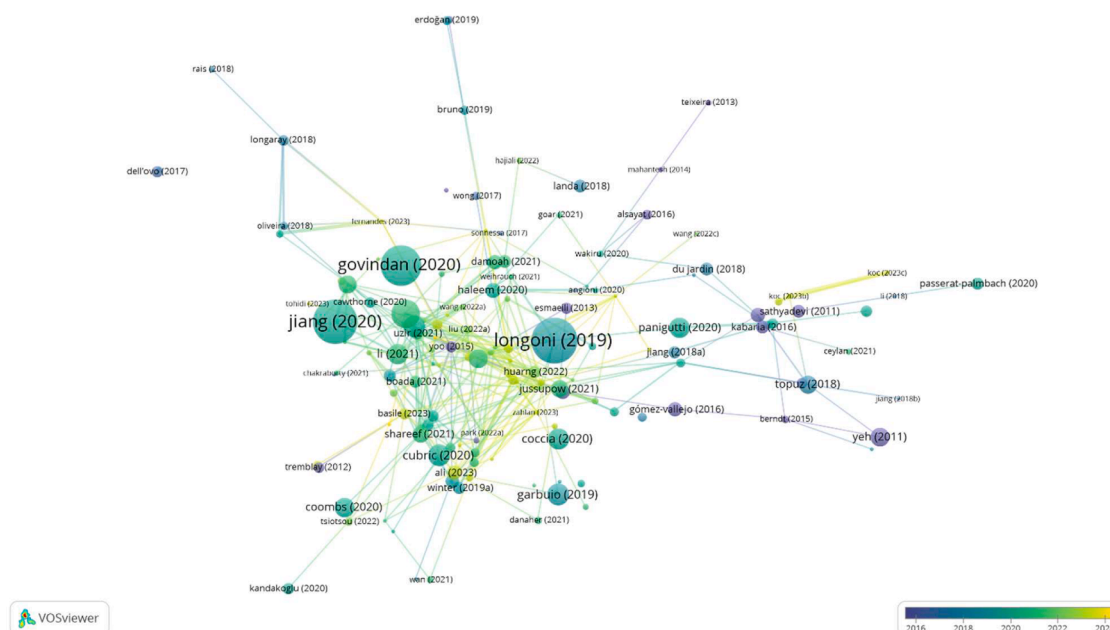 erdoğan (2019)
rais (2018)
teixeira (2013)
bruno (2019)
longaray (2018)
hajiali (2022)
mahantesh (2014)
dell'ovo (2017)
landa (2018)
wong (2017)
goar (2021)
alsayat (2016)
oliveira (2018)
fernandes (2023)
sonnessa (2017)
wang (2022c)
wakiru (2020)
govindan (2020)
damoah (2021)
du jardin (2018)
koc (2023c)
weihrauch (2021)
passerat-palmbach (2020)
haleem (2020)
angioni (2020)
koc (2023b)
li (2018)
tohidi (2023)
cawthorne (2020)
wang (2022a)
esmaeili (2013)
sathyadevi (2011)
jiang (2020)
uzir (2021)
liu (2022a)
panigutti (2020)
kabaria (2016)
longoni (2019)
yoo (2015)
li (2021)
jiang (2018a)
ceylan (2021)
chakraborty (2021)
huarng (2022)
boada (2021)
jussupow (2021)
topuz (2018)
jiang (2018b)
basile (2023)
zahlan (2023)
gómez-vallejo (2016)
berndt (2015)
shareef (2021)
park (2022a)
coccia (2020)
yeh (2011)
cubric (2020)
tremblay (2012)
ali (2023)
winter (2019a)
garbuio (2019)
coombs (2020)
tsiotsou (2022)
danaher (2021)
kandakoglu (2020)
wan (2021)
VOSviewer
2016 2018 2020 2022